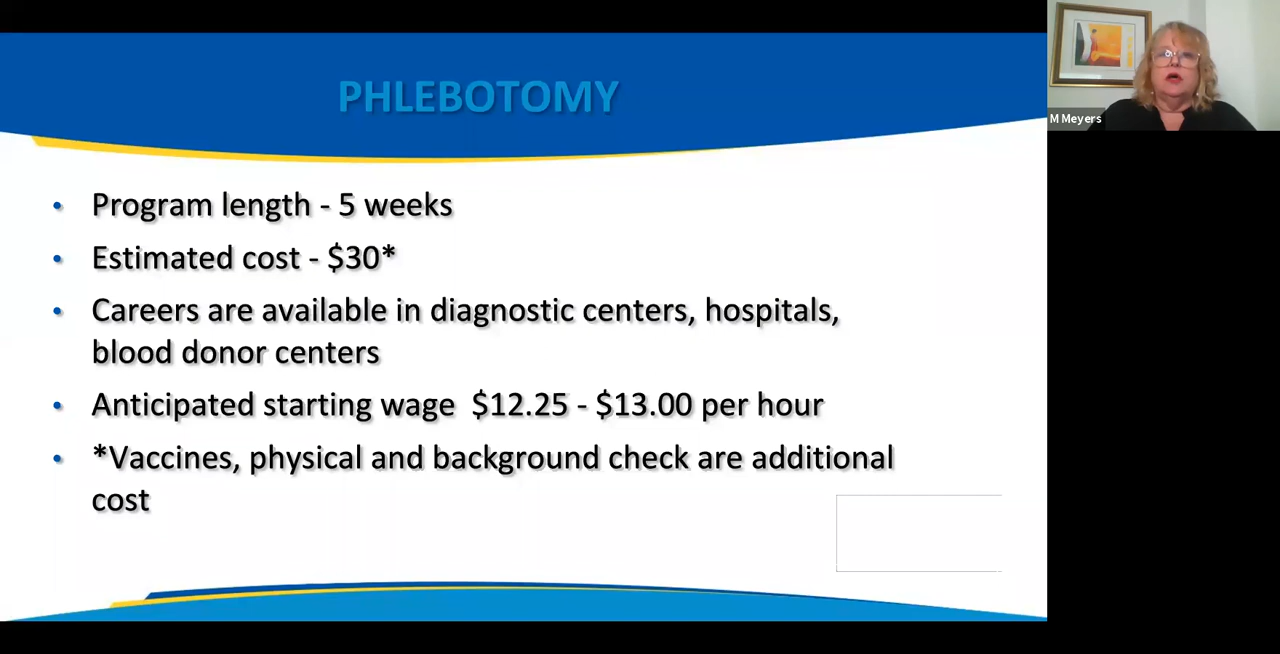 PHLEBOTOMY
M Meyers
• Program length - 5 weeks
• Estimated cost - $30*
• Careers are available in diagnostic centers, hospitals,
blood donor centers
• Anticipated starting wage  $12.25 - $13.00 per hour
• *Vaccines, physical and background check are additional
cost